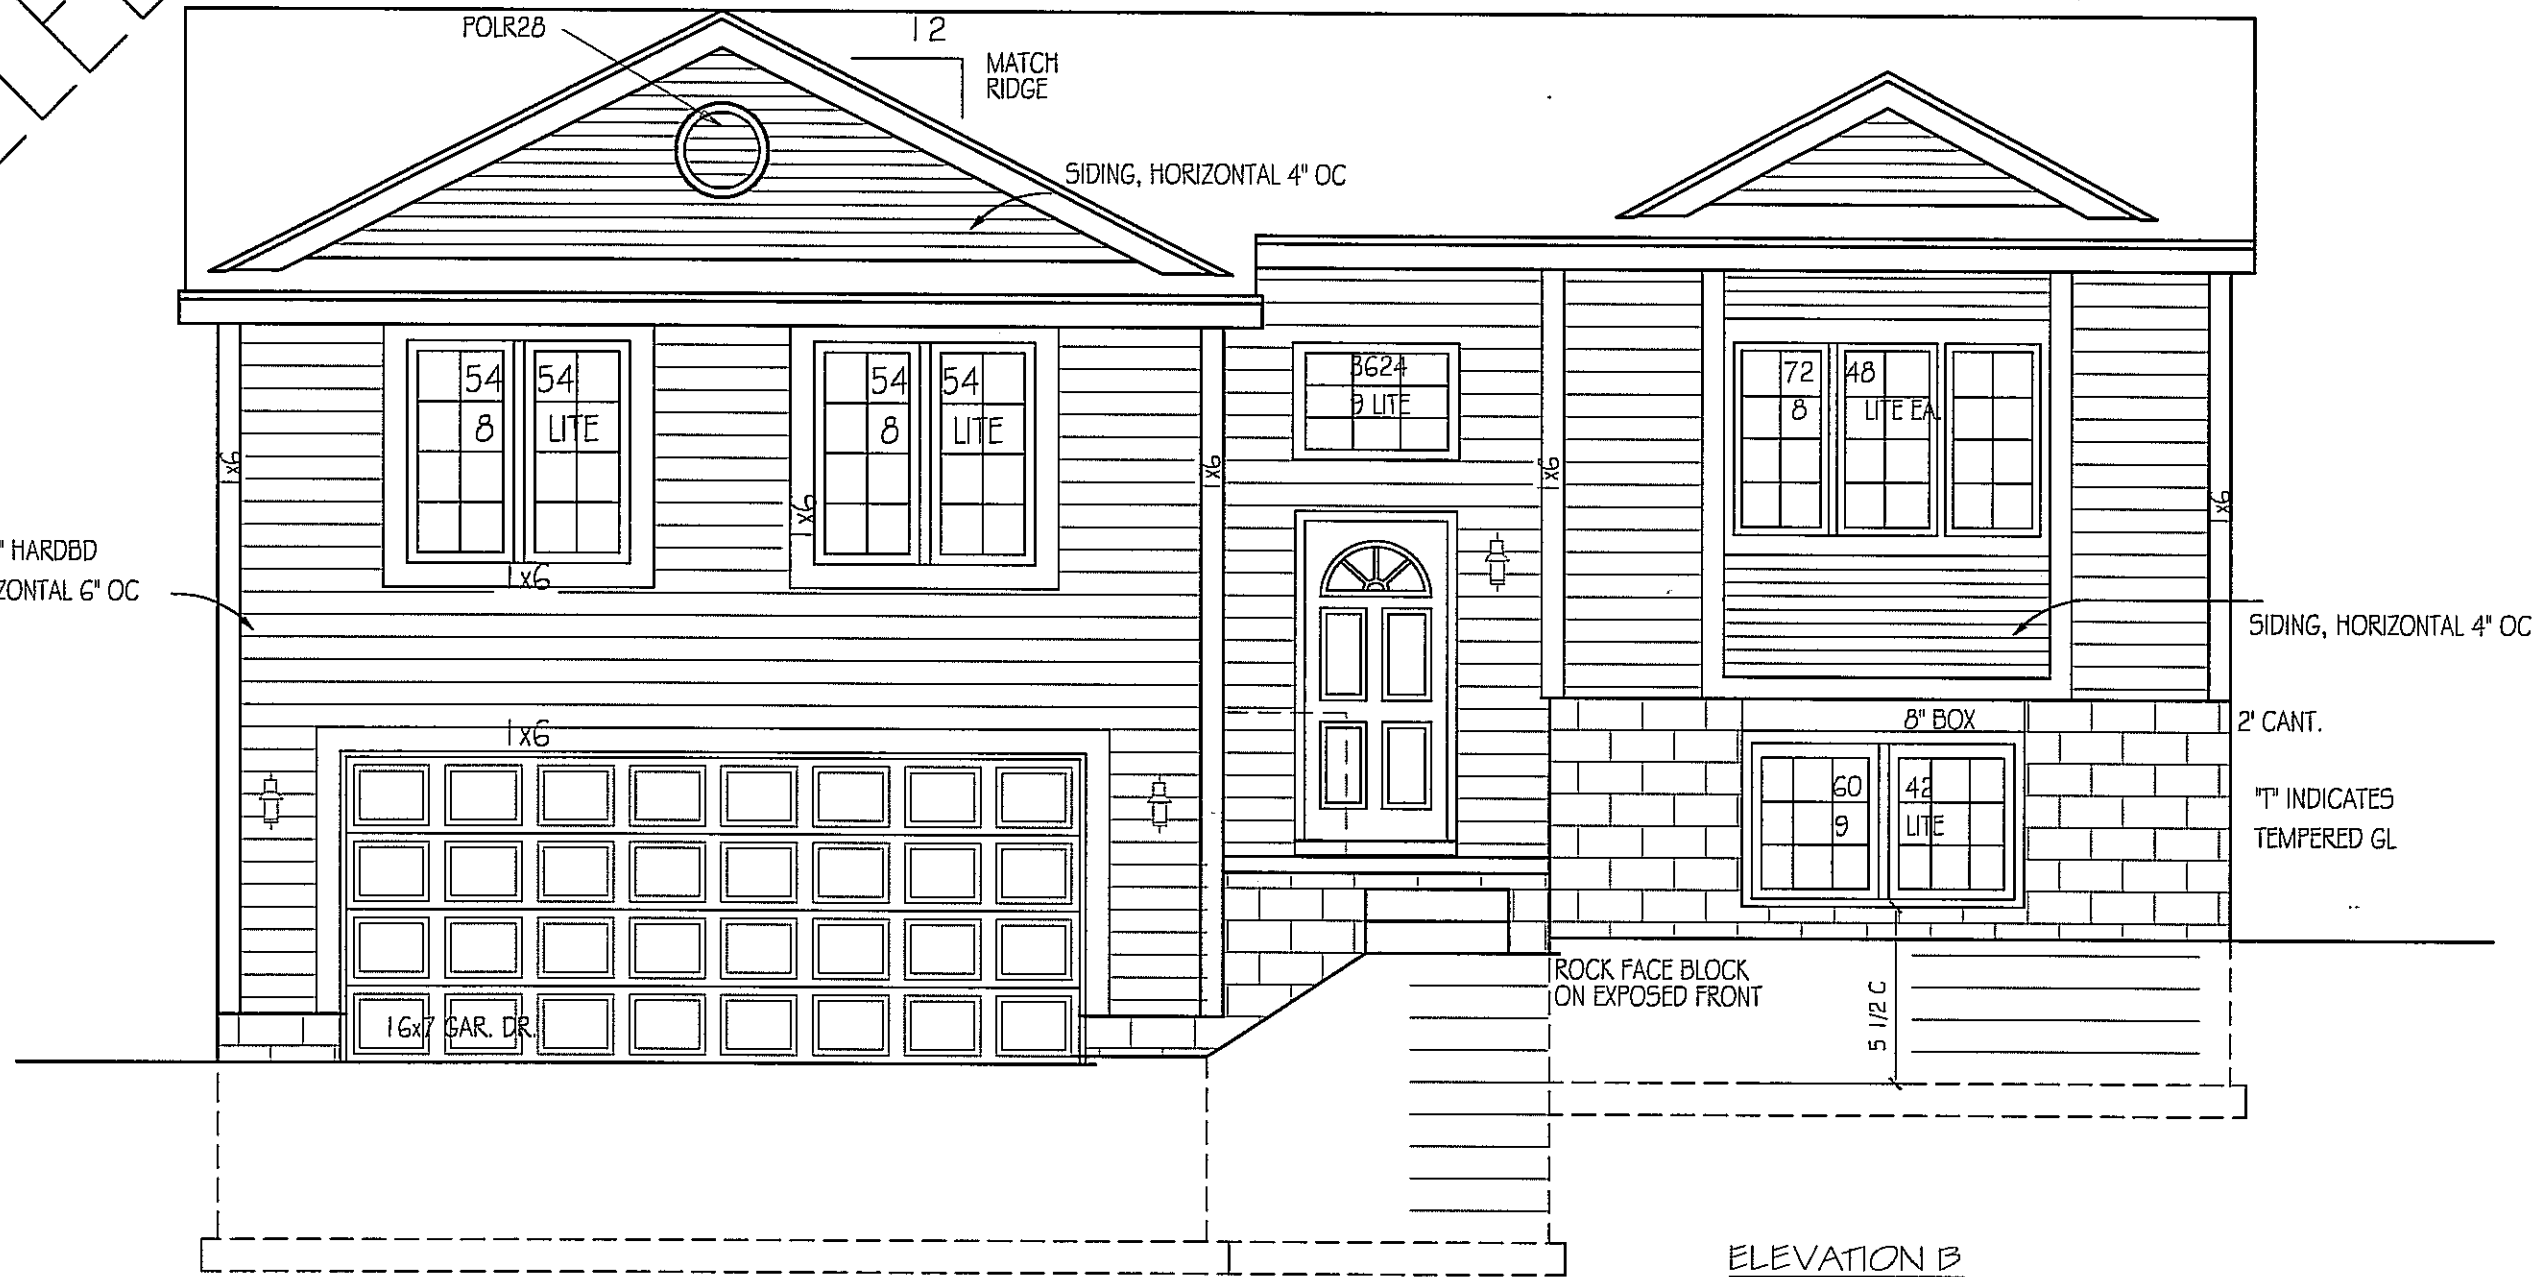 POLR28
12
MATCH
RIDGE
SIDING, HORIZONTAL 4" OC
54 54
8 LITE
54 54
8 LITE
3624
9 LITE
72 48
8 LITE EA.
1x6
1x6
1x6
1x6
1x6
1x6
" HARDBD
ZONTAL 6" OC
SIDING, HORIZONTAL 4" OC
1x6
8" BOX
2' CANT.
60 42
9 LITE
"T" INDICATES
TEMPERED GL
ROCK FACE BLOCK
ON EXPOSED FRONT
16x7 GAR. DR.
5 1/2 C
ELEVATION B